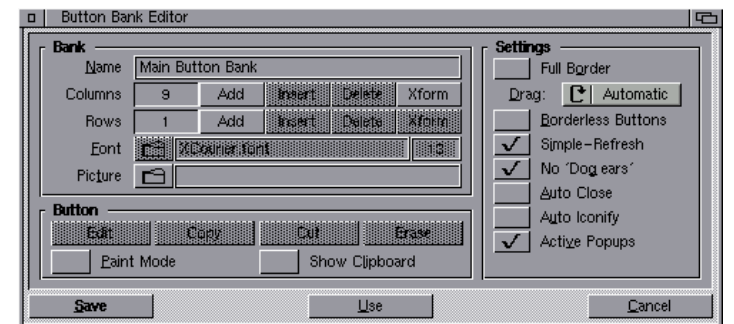 Button Bank Editor
Bank
Name Main Button Bank
Columns 9 Add Insert Delete Xform
Rows 1 Add Insert Delete Xform
Font XCourier.font 13
Picture
Button
Edit Copy Cut Erase
Paint Mode Show Clipboard
Settings
Full Border
Drag: Automatic
Borderless Buttons
Simple-Refresh
No 'Dog ears'
Auto Close
Auto Iconify
Active Popups
Save Use Cancel